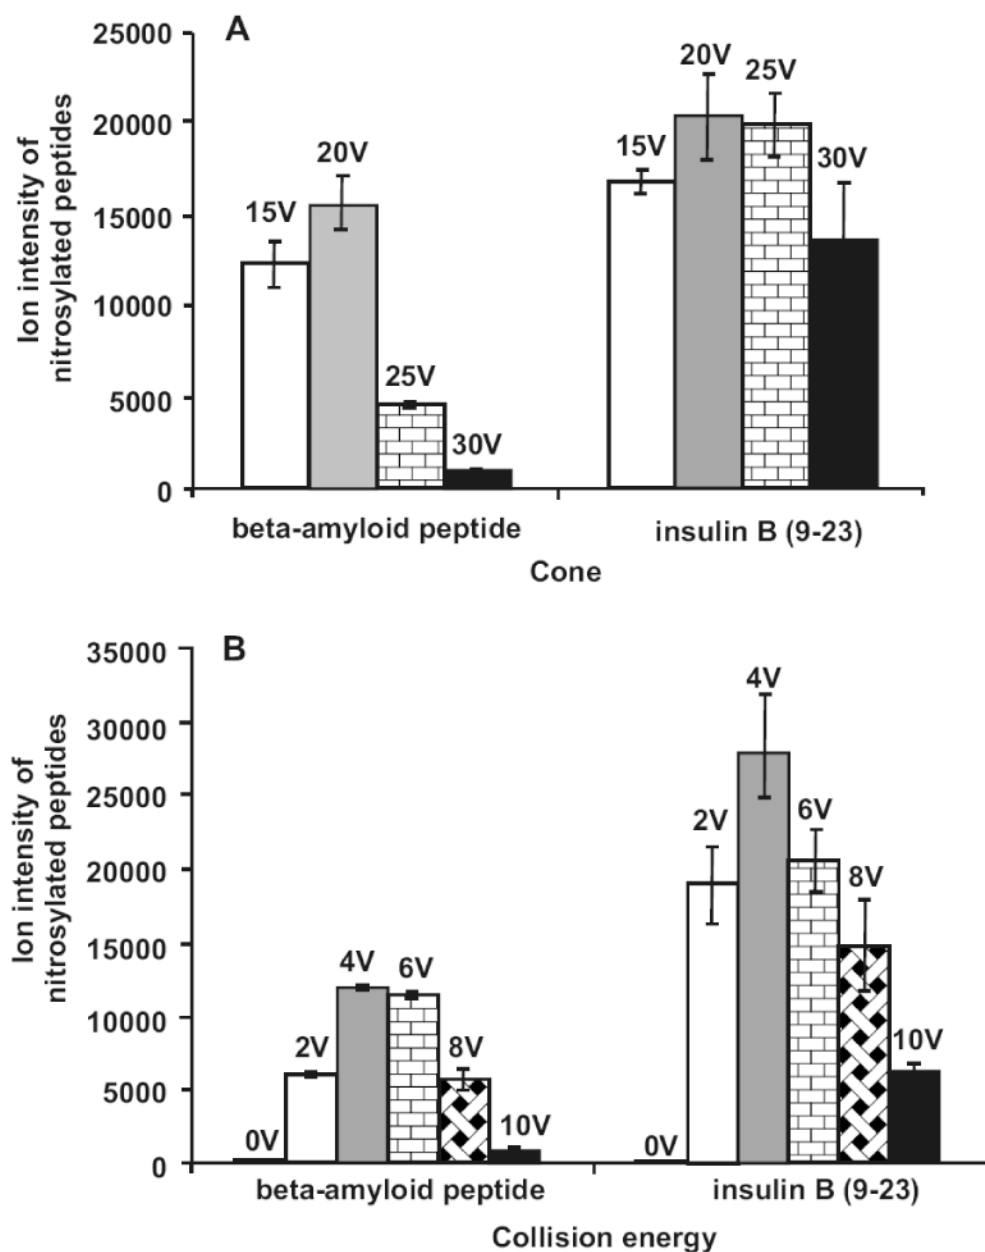 A
Ion intensity of
nitrosylated peptides
25000
20000
15000
10000
5000
0
15V
20V
25V
30V
15V
20V
25V
30V
beta-amyloid peptide
insulin B (9-23)
Cone
B
Ion intensity of
nitrosylated peptides
35000
30000
25000
20000
15000
10000
5000
0
0V
2V
4V
6V
8V
10V
0V
2V
4V
6V
8V
10V
beta-amyloid peptide
insulin B (9-23)
Collision energy